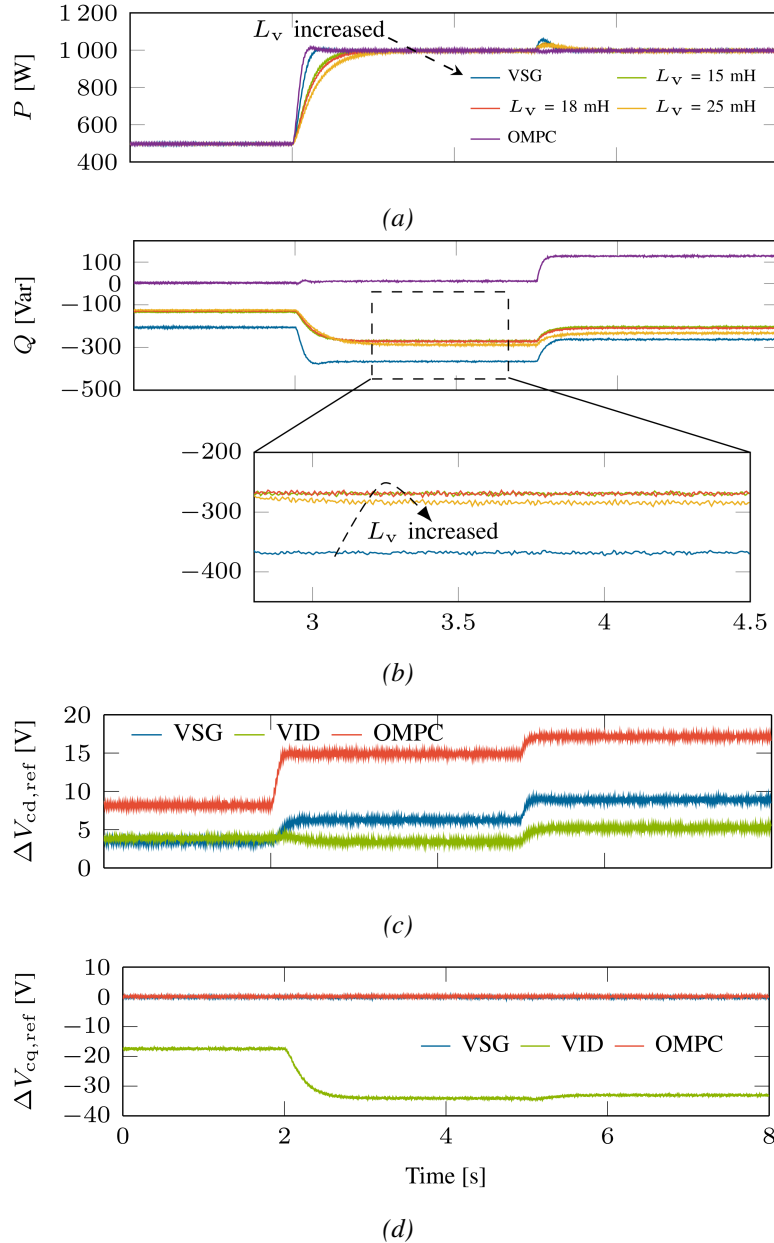 L_v increased
1 000
1 000
800
600
400
P [W]
VSG
L_v = 15 mH
L_v = 18 mH
L_v = 25 mH
OMPC
(a)
100
0
−100
−300
−500
Q [Var]
−200
−300
−400
L_v increased
3
3.5
4
4.5
(b)
20
15
10
5
0
ΔV_cd,ref [V]
VSG
VID
OMPC
(c)
10
0
−10
−20
−30
−40
ΔV_cq,ref [V]
VSG
VID
OMPC
0
2
4
6
8
Time [s]
(d)